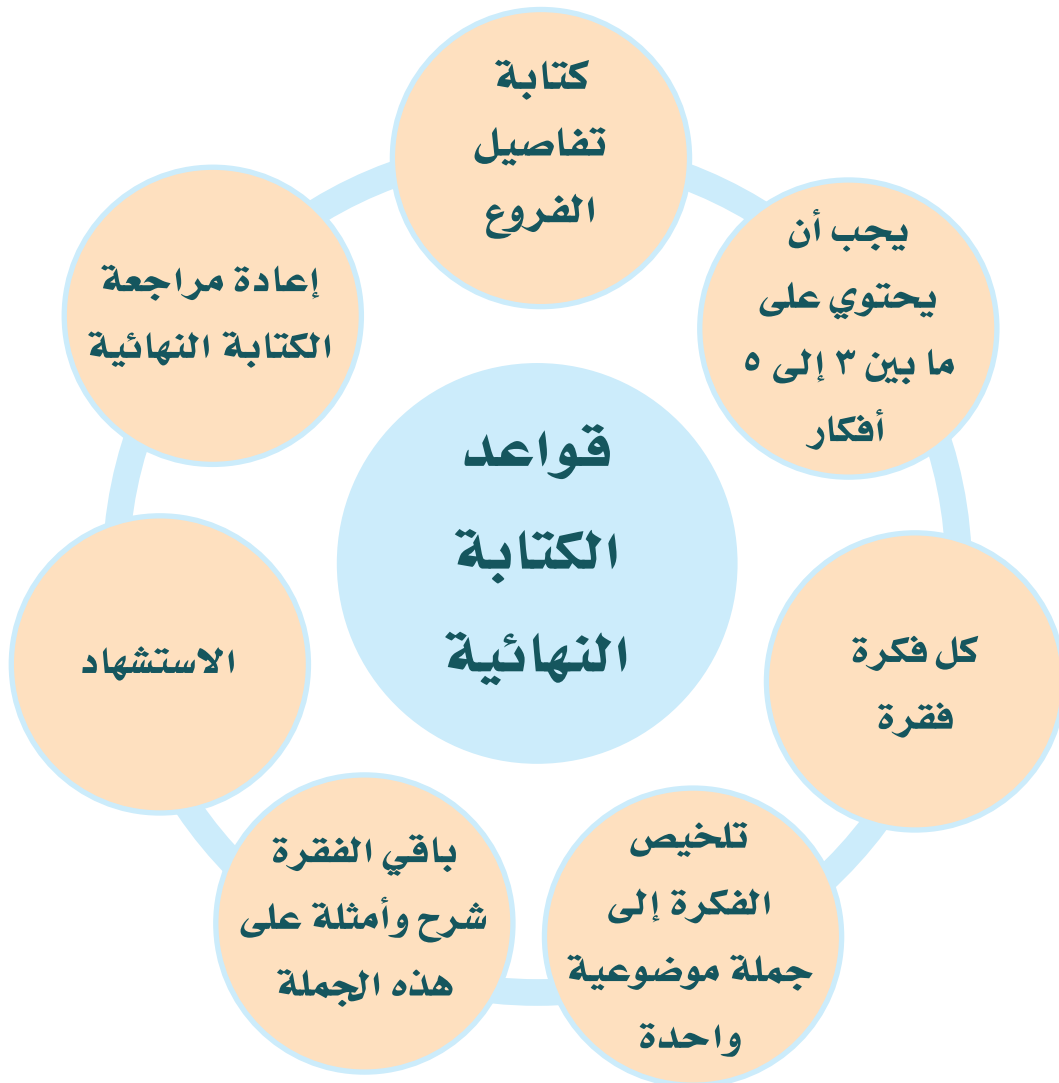 قواعد
الكتابة
النهائية
كتابة
تفاصيل
الفروع
يجب أن
يحتوي على
ما بين ٣ إلى ٥
أفكار
كل فكرة
فقرة
تلخيص
الفكرة إلى
جملة موضوعية
واحدة
باقي الفقرة
شرح وأمثلة على
هذه الجملة
الاستشهاد
إعادة مراجعة
الكتابة النهائية